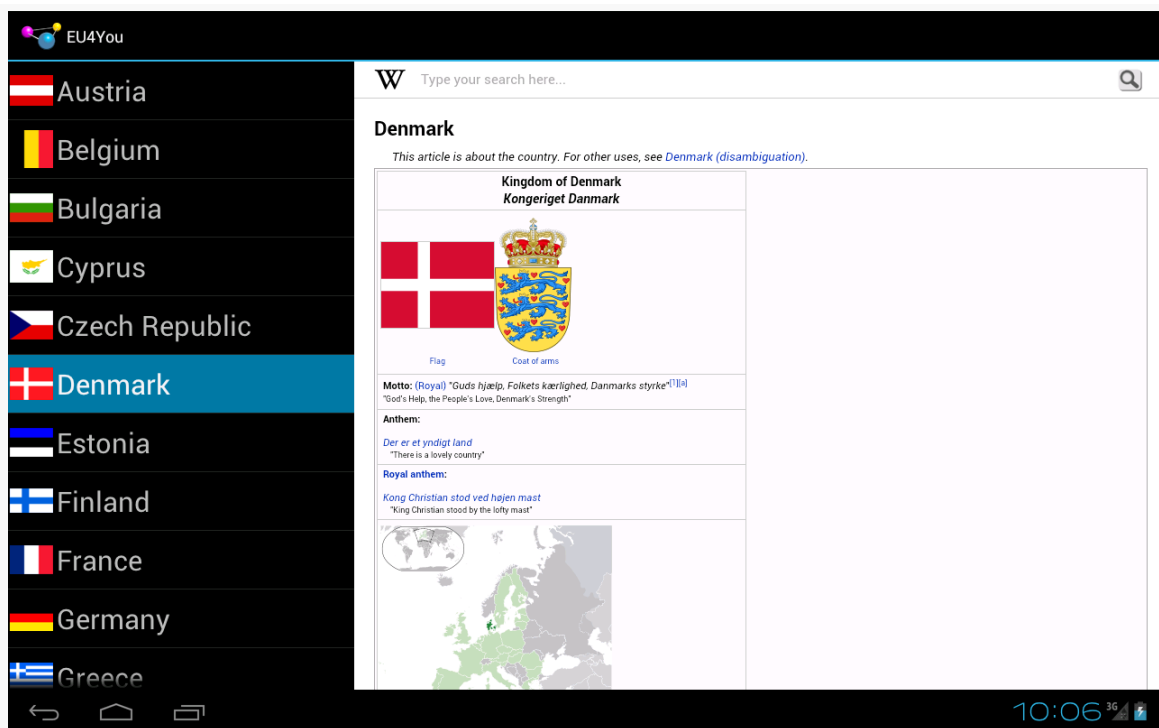 EU4You
Austria
Belgium
Bulgaria
Cyprus
Czech Republic
Denmark
Estonia
Finland
France
Germany
Greece
W Type your search here...
Denmark
This article is about the country. For other uses, see Denmark (disambiguation).
Kingdom of Denmark
Kongeriget Danmark
Flag Coat of arms
Motto: (Royal) "Guds hjælp, Folkets kærlighed, Danmarks styrke"[1][a]
"God's Help, the People's Love, Denmark's Strength"
Anthem:
Der er et yndigt land
"There is a lovely country"
Royal anthem:
Kong Christian stod ved højen mast
"King Christian stood by the lofty mast"
10:06 3G